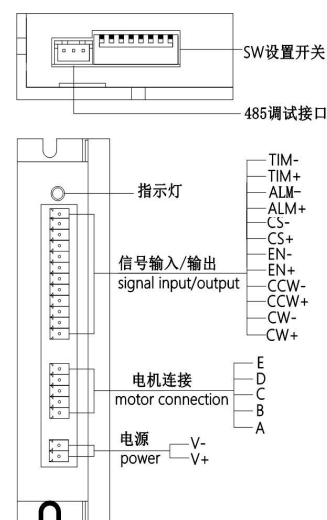 SW设置开关
485调试接口
指示灯
TIM-
TIM+
ALM-
ALM+
CS-
CS+
EN-
EN+
CCW-
CCW+
CW-
CW+
信号输入/输出
signal input/output
E
D
C
B
A
电机连接
motor connection
电源
power
V-
V+